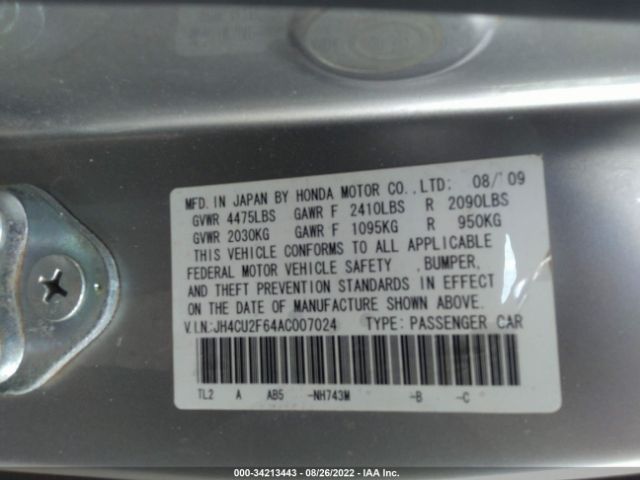 MFD. IN JAPAN BY HONDA MOTOR CO., LTD: 08/ 09
GVWR 4475LBS GAWR F 2410LBS R 2090LBS
GVWR 2030KG GAWR F 1095KG R 950KG
THIS VEHICLE CONFORMS TO ALL APPLICABLE
FEDERAL MOTOR VEHICLE SAFETY , BUMPER,
AND THEFT PREVENTION STANDARDS IN EFFECT
ON THE DATE OF MANUFACTURE SHOWN ABOVE.
V.I.N.:JH4CU2F64AC007024 TYPE: PASSENGER CAR
TL2 A AB5 -NH743M -B -C
000-34213443 - 08/26/2022 - IAA Inc.